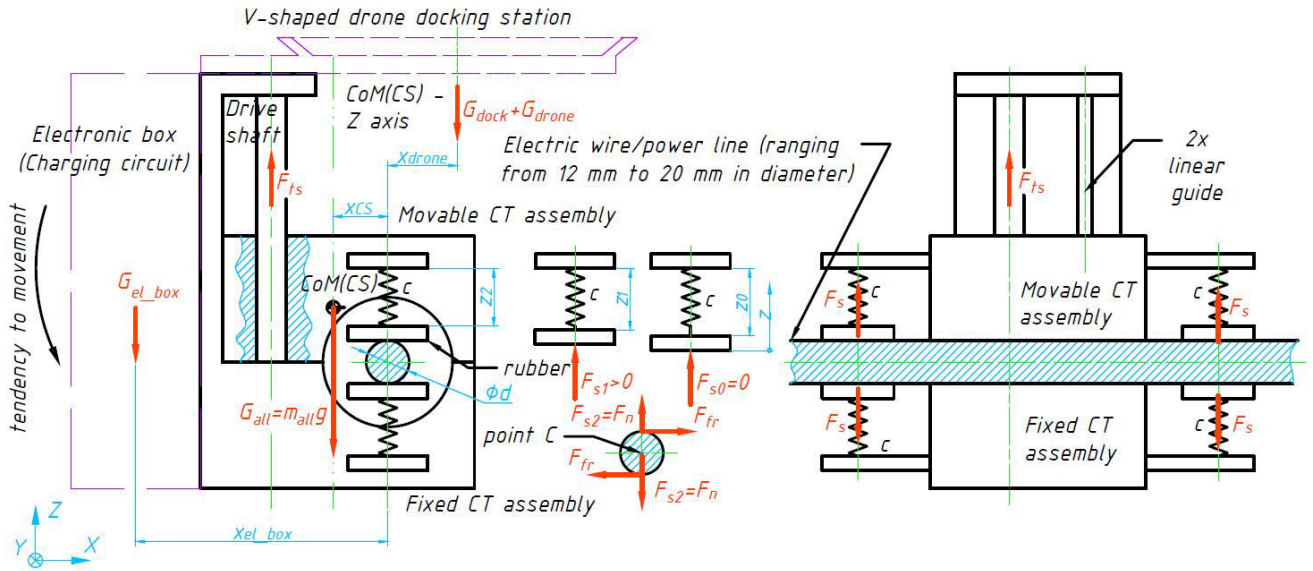 V-shaped drone docking station
CoM(CS) -
Z axis
Gdock+Gdrone
Drive
shaft
Electronic box
(Charging circuit)
Fts
Xdrone
XCS
Movable CT assembly
tendency to movement
Gel_box
CoM(CS)
c
Z2
rubber
Φd
Gall=mallg
Fixed CT assembly
Xel_box
Z
Y
X
Electric wire/power line (ranging
from 12 mm to 20 mm in diameter)
c
Z1
c
Z0
Z
Fs1>0
Fs0=0
Fs2=Fn
Ffr
point C
Ffr
Fs2=Fn
Fts
2x
linear
guide
Fs
c
Movable CT
assembly
c
Fs
Fs
c
Fixed CT
assembly
c
Fs